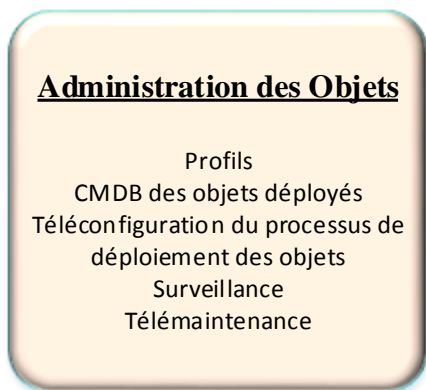 Administration des Objets
Profils
CMDB des objets déployés
Téléconfiguration du processus de
déploiement des objets
Surveillance
Télémaintenance